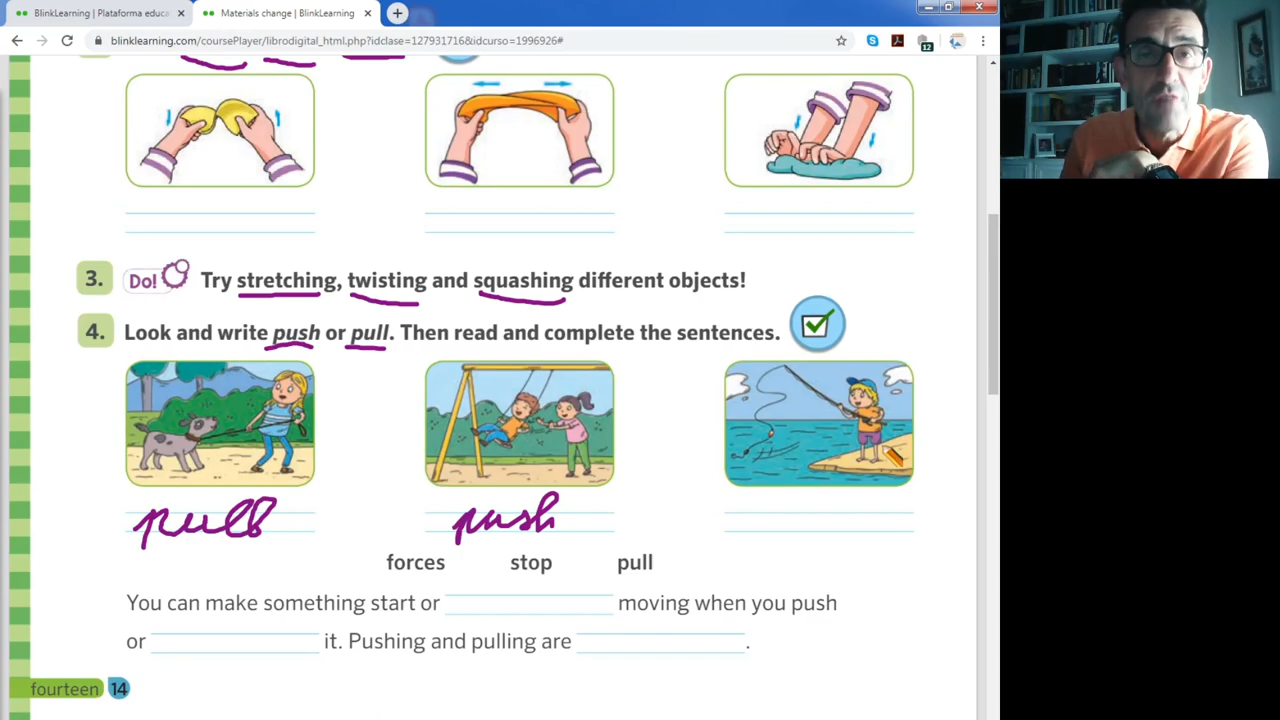 BlinkLearning | Plataforma educa
Materials change | BlinkLearning
blinklearning.com/coursePlayer/librodigital_html.php?idclase=127931716&idcurso=1996926#
12
3. Do! Try stretching, twisting and squashing different objects!
4. Look and write push or pull. Then read and complete the sentences.
pull push
forces stop pull
You can make something start or moving when you push
or it. Pushing and pulling are .
fourteen 14